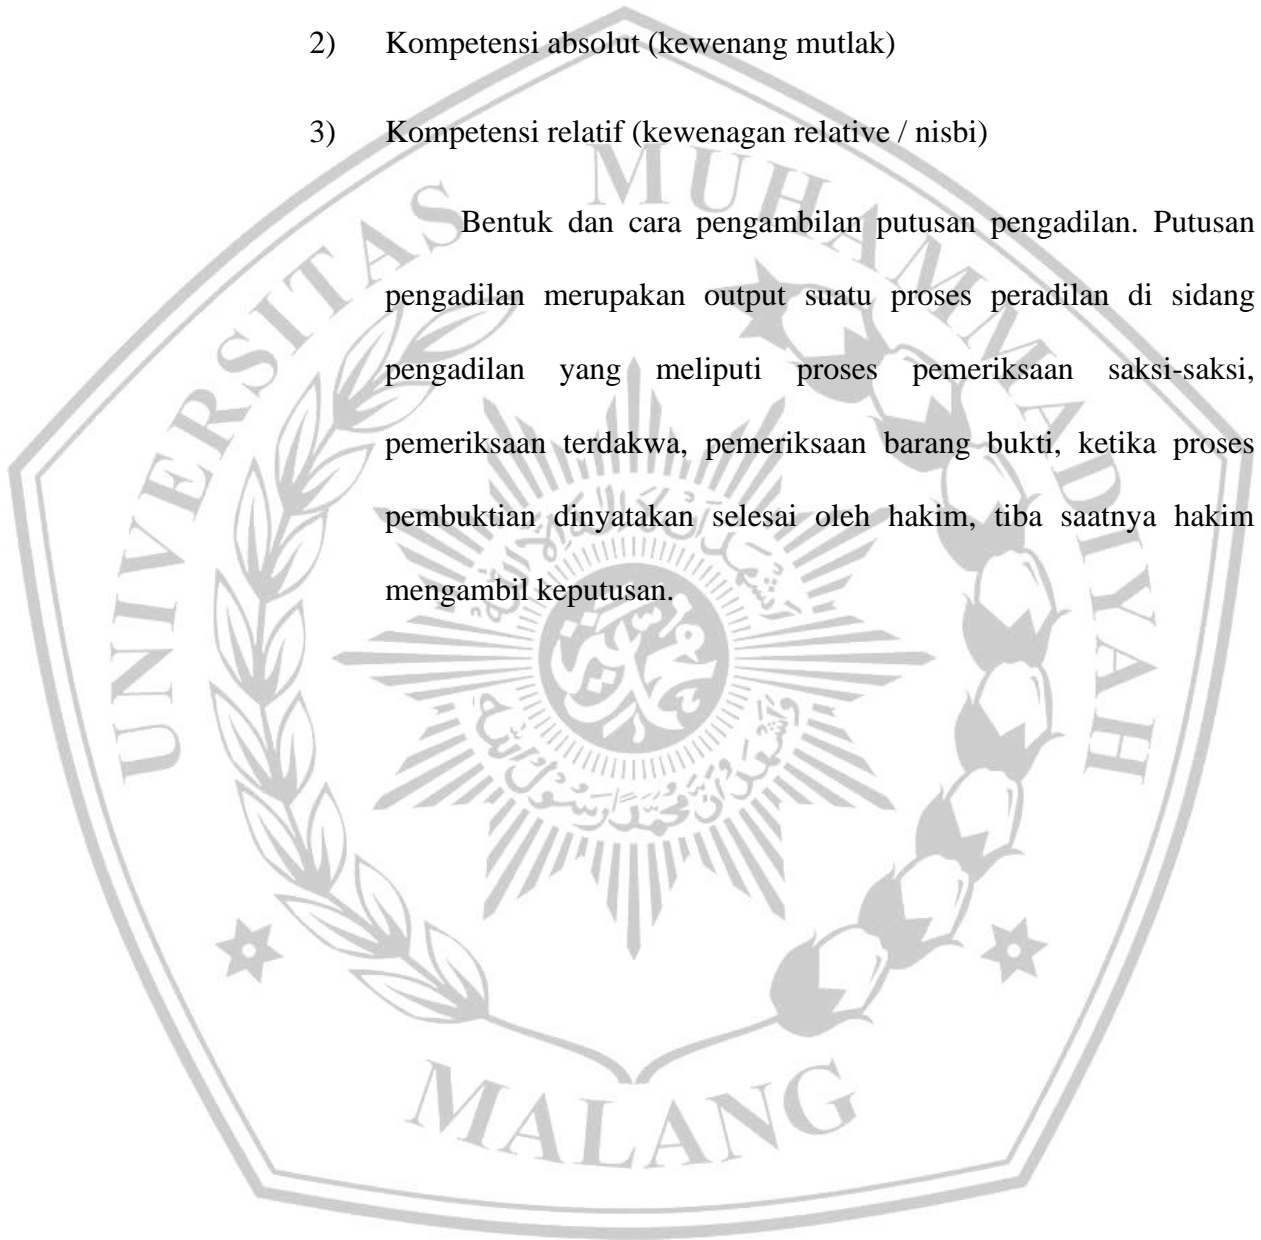 2) Kompetensi absolut (kewenang mutlak)
3) Kompetensi relatif (kewenagan relative / nisbi)
Bentuk dan cara pengambilan putusan pengadilan. Putusan
pengadilan merupakan output suatu proses peradilan di sidang
pengadilan yang meliputi proses pemeriksaan saksi-saksi,
pemeriksaan terdakwa, pemeriksaan barang bukti, ketika proses
pembuktian dinyatakan selesai oleh hakim, tiba saatnya hakim
mengambil keputusan.
UNIVERSITAS MUHAMMADIYAH
MALANG